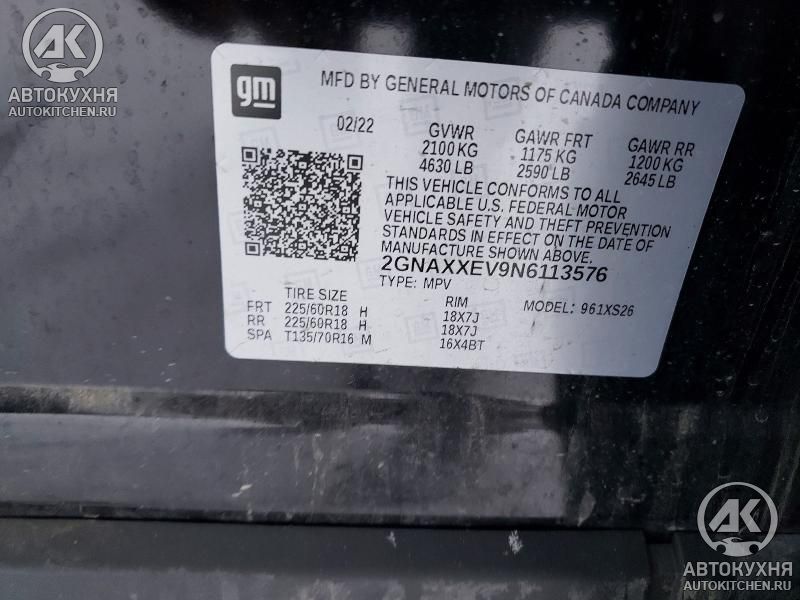 AK
АВТОКУХНЯ
AUTOKITCHEN.RU
gm
MFD BY GENERAL MOTORS OF CANADA COMPANY
02/22 GVWR GAWR FRT GAWR RR
2100 KG 1175 KG 1200 KG
4630 LB 2590 LB 2645 LB
THIS VEHICLE CONFORMS TO ALL
APPLICABLE U.S. FEDERAL MOTOR
VEHICLE SAFETY AND THEFT PREVENTION
STANDARDS IN EFFECT ON THE DATE OF
MANUFACTURE SHOWN ABOVE.
2GNAXXEV9N6113576
TYPE: MPV
TIRE SIZE RIM MODEL: 961XS26
FRT 225/60R18 H 18X7J
RR 225/60R18 H 18X7J
SPA T135/70R16 M 16X4BT
AK
АВТОКУХНЯ
AUTOKITCHEN.RU